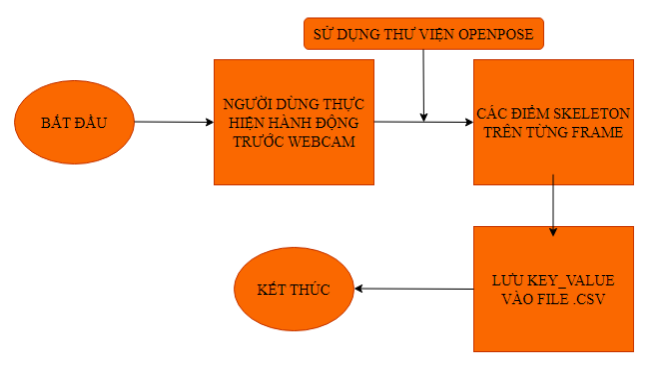 SỬ DỤNG THƯ VIỆN OPENPOSE
BẮT ĐẦU
NGƯỜI DÙNG THỰC
HIỆN HÀNH ĐỘNG
TRƯỚC WEBCAM
CÁC ĐIỂM SKELETON
TRÊN TỪNG FRAME
LƯU KEY_VALUE
VÀO FILE .CSV
KẾT THÚC